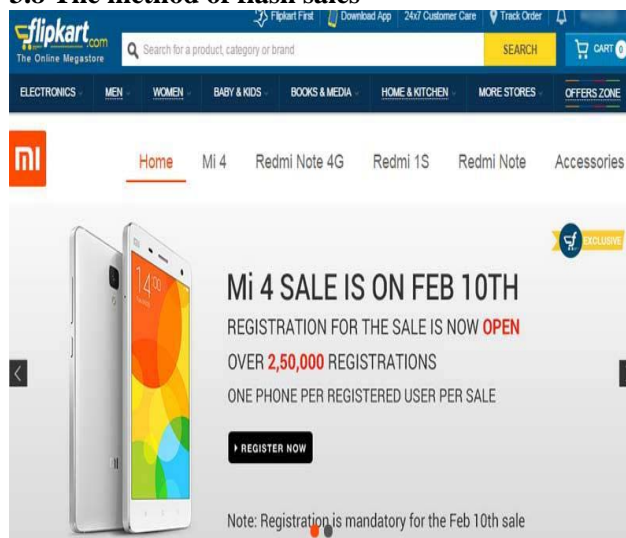 3.8 The method of flash sales
Flipkart First Download App 24x7 Customer Care Track Order
flipkart.com
The Online Megastore
Search for a product, category or brand
SEARCH
CART 0
ELECTRONICS MEN WOMEN BABY & KIDS BOOKS & MEDIA HOME & KITCHEN MORE STORES OFFERS ZONE
mi
Home Mi 4 Redmi Note 4G Redmi 1S Redmi Note Accessories
EXCLUSIVE
14:00
Mi 4 SALE IS ON FEB 10TH
REGISTRATION FOR THE SALE IS NOW OPEN
OVER 2,50,000 REGISTRATIONS
ONE PHONE PER REGISTERED USER PER SALE
REGISTER NOW
Note: Registration is mandatory for the Feb 10th sale